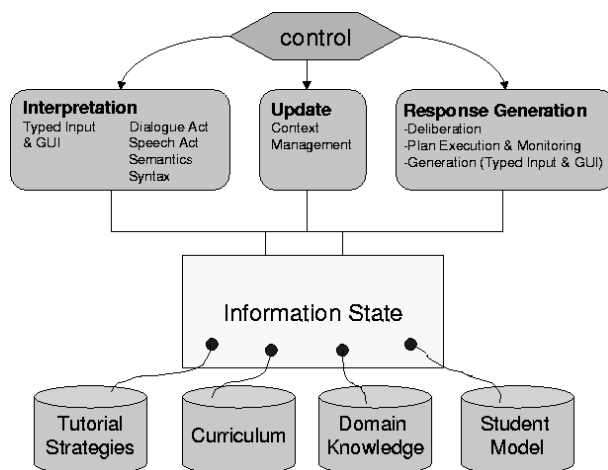 control
Interpretation
Typed Input
& GUI
Dialogue Act
Speech Act
Semantics
Syntax
Update
Context
Management
Response Generation
-Deliberation
-Plan Execution & Monitoring
-Generation (Typed Input & GUI)
Information State
Tutorial
Strategies
Curriculum
Domain
Knowledge
Student
Model